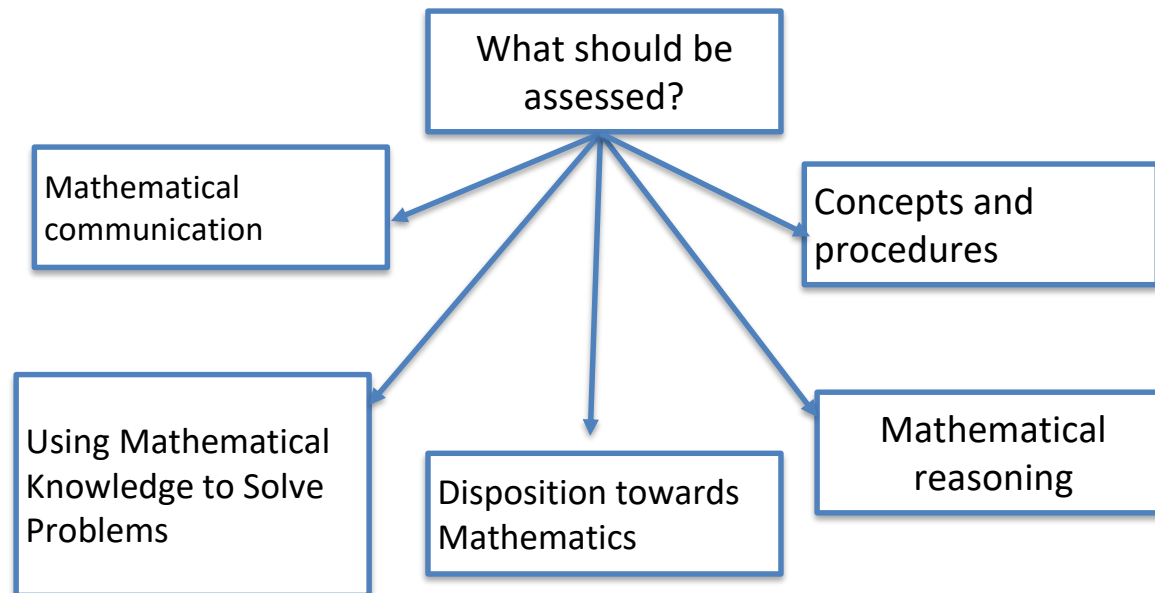 What should be
assessed?
Mathematical
communication
Concepts and
procedures
Using Mathematical
Knowledge to Solve
Problems
Disposition towards
Mathematics
Mathematical
reasoning